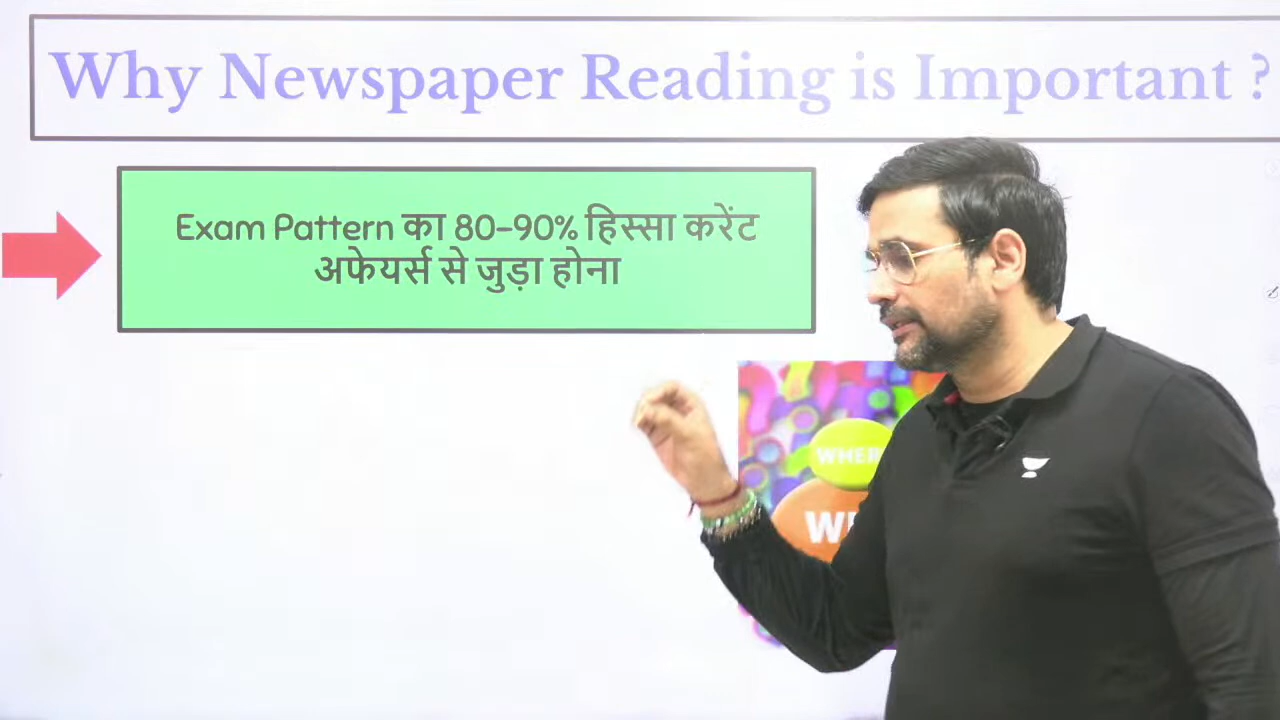 Why Newspaper Reading is Important ?
Exam Pattern का 80-90% हिस्सा करेंट
अफेयर्स से जुड़ा होना